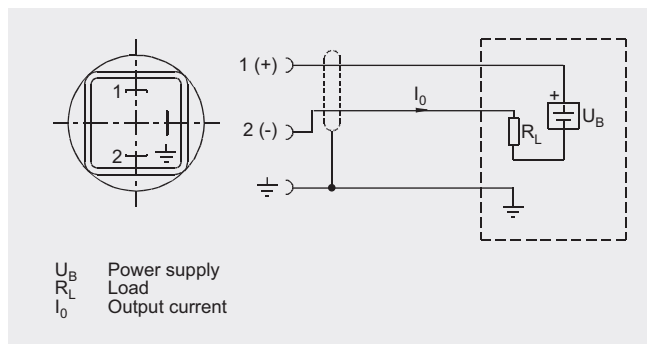 1
2
1 (+)
2 (-)
I0
+
UB
RL
UB Power supply
RL Load
I0 Output current